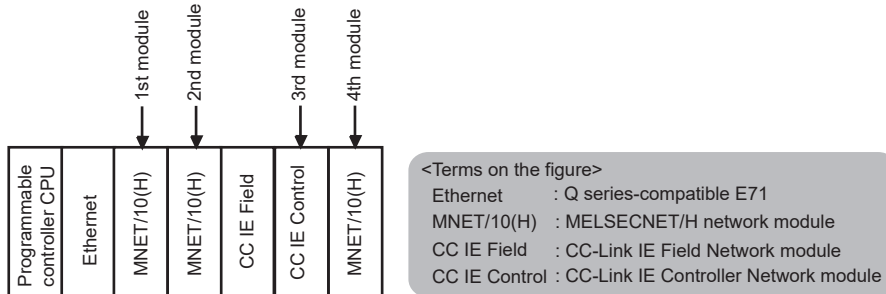 1st module
2nd module
3rd module
4th module
Programmable
controller CPU
Ethernet
MNET/10(H)
MNET/10(H)
CC IE Field
CC IE Control
MNET/10(H)
<Terms on the figure>
Ethernet : Q series-compatible E71
MNET/10(H) : MELSECNET/H network module
CC IE Field : CC-Link IE Field Network module
CC IE Control : CC-Link IE Controller Network module